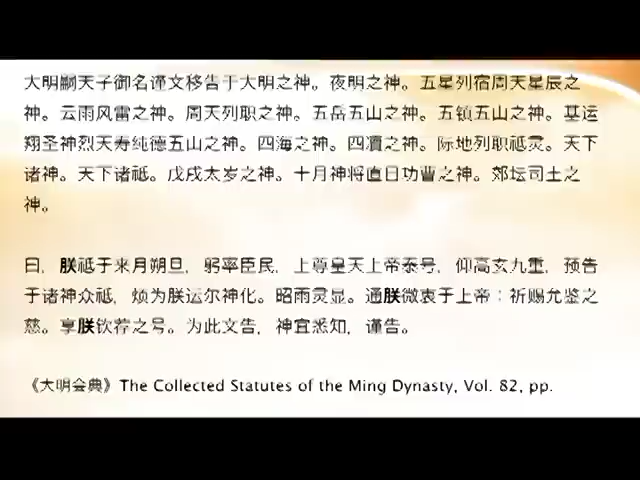 大明嗣天子御名谨文移告于大明之神。夜明之神。五星列宿周天星辰之
神。云雨风雷之神。周天列职之神。五岳五山之神。五镇五山之神。基运
翔圣神烈天寿纯德五山之神。四海之神。四渎之神。际地列职祗灵。天下
诸神。天下诸祗。戊戌太岁之神。十月神将直日功曹之神。郊坛司土之
神。
曰，朕祗于来月朔旦，躬率臣民，上尊皇天上帝泰号，仰高玄九重，预告
于诸神众祗，烦为朕运尔神化。昭雨灵显。通朕微衷于上帝：祈赐允鉴之
慈。享朕钦荐之号。为此文告，神宜悉知，谨告。
《大明会典》The Collected Statutes of the Ming Dynasty, Vol. 82, pp.